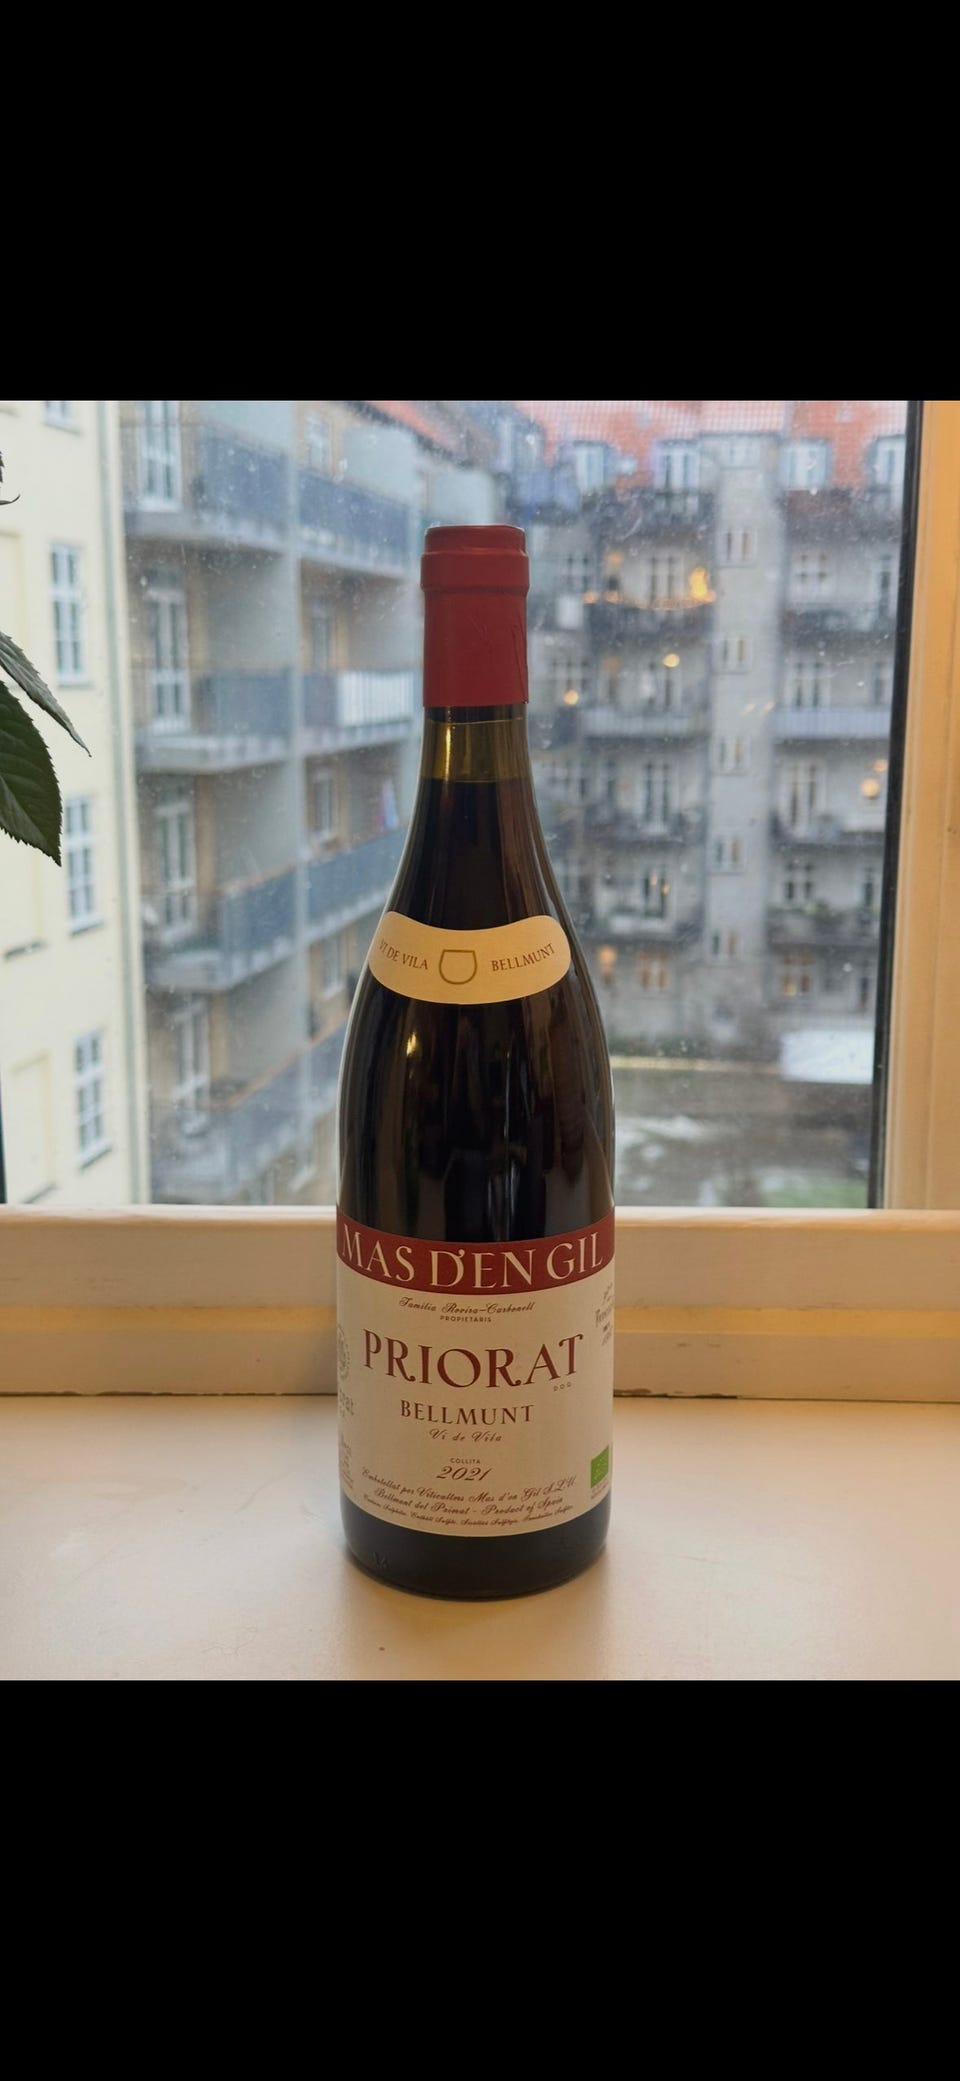 VI DE VILA BELLMUNT
MAS D'EN GIL
Familia Rovira-Carbonell
PROPIETARIS
PRIORAT
D.O.Q.
BELLMUNT
Vi de Vila
COLLITA
2021
Embotellat per Viticultors Mas d'en Gil S.L.U.
Bellmunt del Priorat - Product of Spain